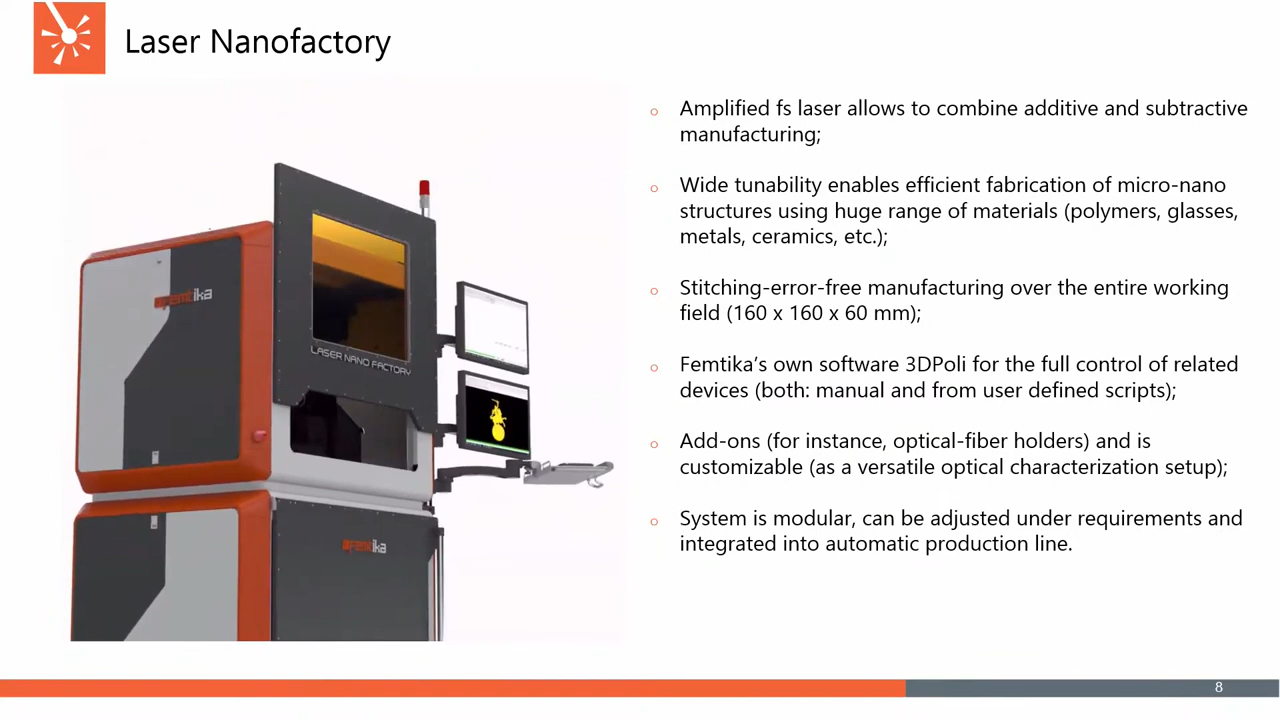 Laser Nanofactory
Amplified fs laser allows to combine additive and subtractive
manufacturing;
Wide tunability enables efficient fabrication of micro-nano
structures using huge range of materials (polymers, glasses,
metals, ceramics, etc.);
Stitching-error-free manufacturing over the entire working
field (160 x 160 x 60 mm);
Femtika’s own software 3DPoli for the full control of related
devices (both: manual and from user defined scripts);
Add-ons (for instance, optical-fiber holders) and is
customizable (as a versatile optical characterization setup);
System is modular, can be adjusted under requirements and
integrated into automatic production line.
femtika
LASER NANO FACTORY
femtika
8